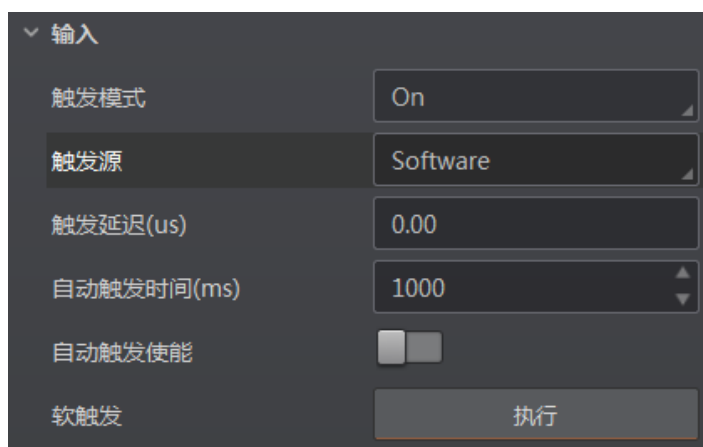 输入
触发模式 On
触发源 Software
触发延迟(us) 0.00
自动触发时间(ms) 1000
自动触发使能
软触发 执行